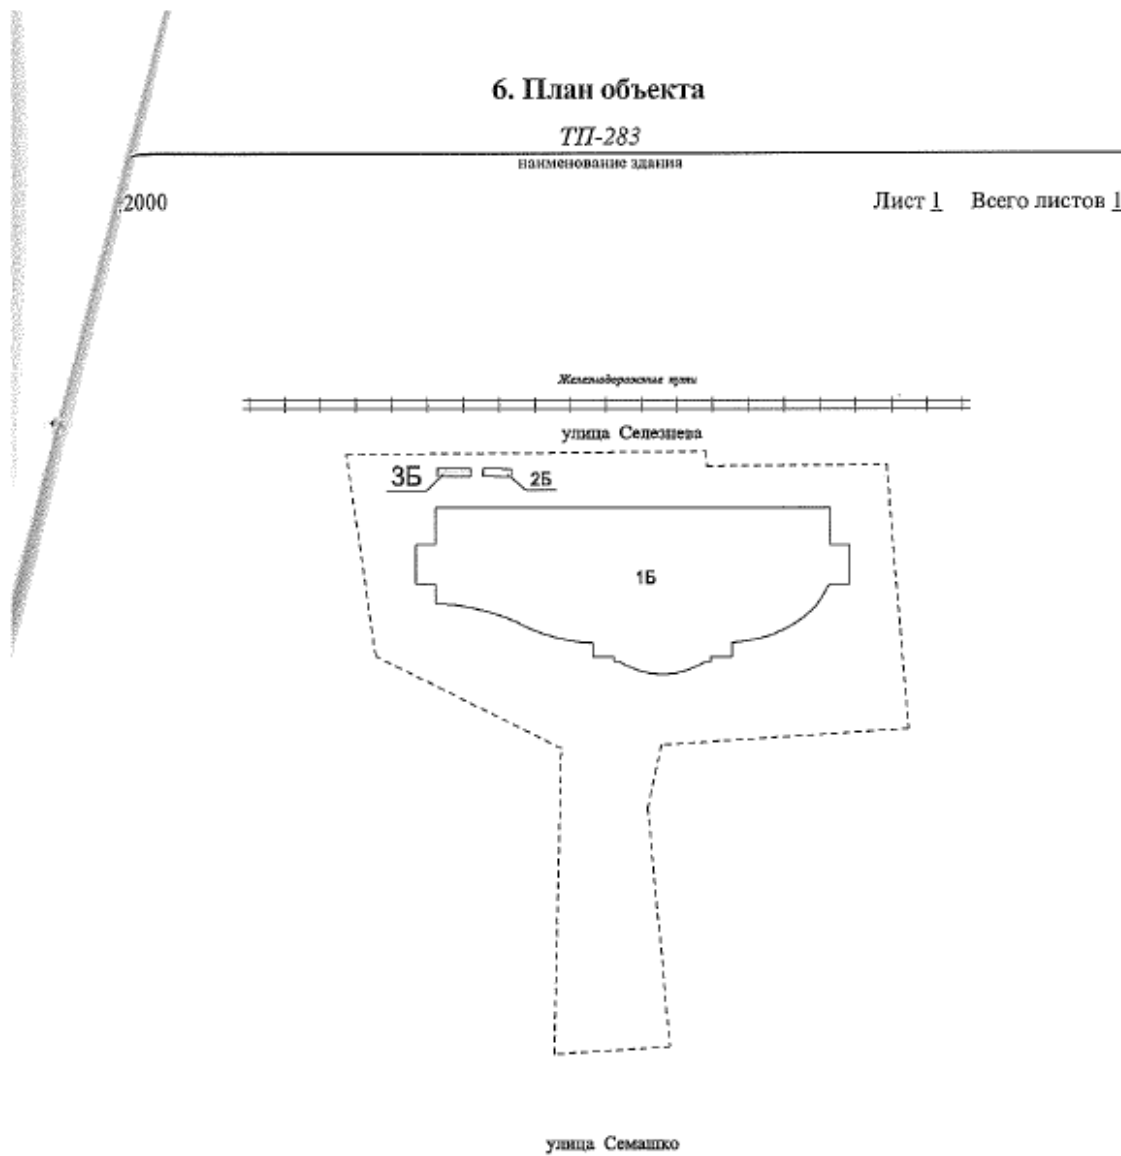 6. План объекта
ТП-283
наименование здания
2000
Лист 1 Всего листов 1
Железнодорожные пути
улица Селезнева
3Б
2Б
1Б
улица Семашко